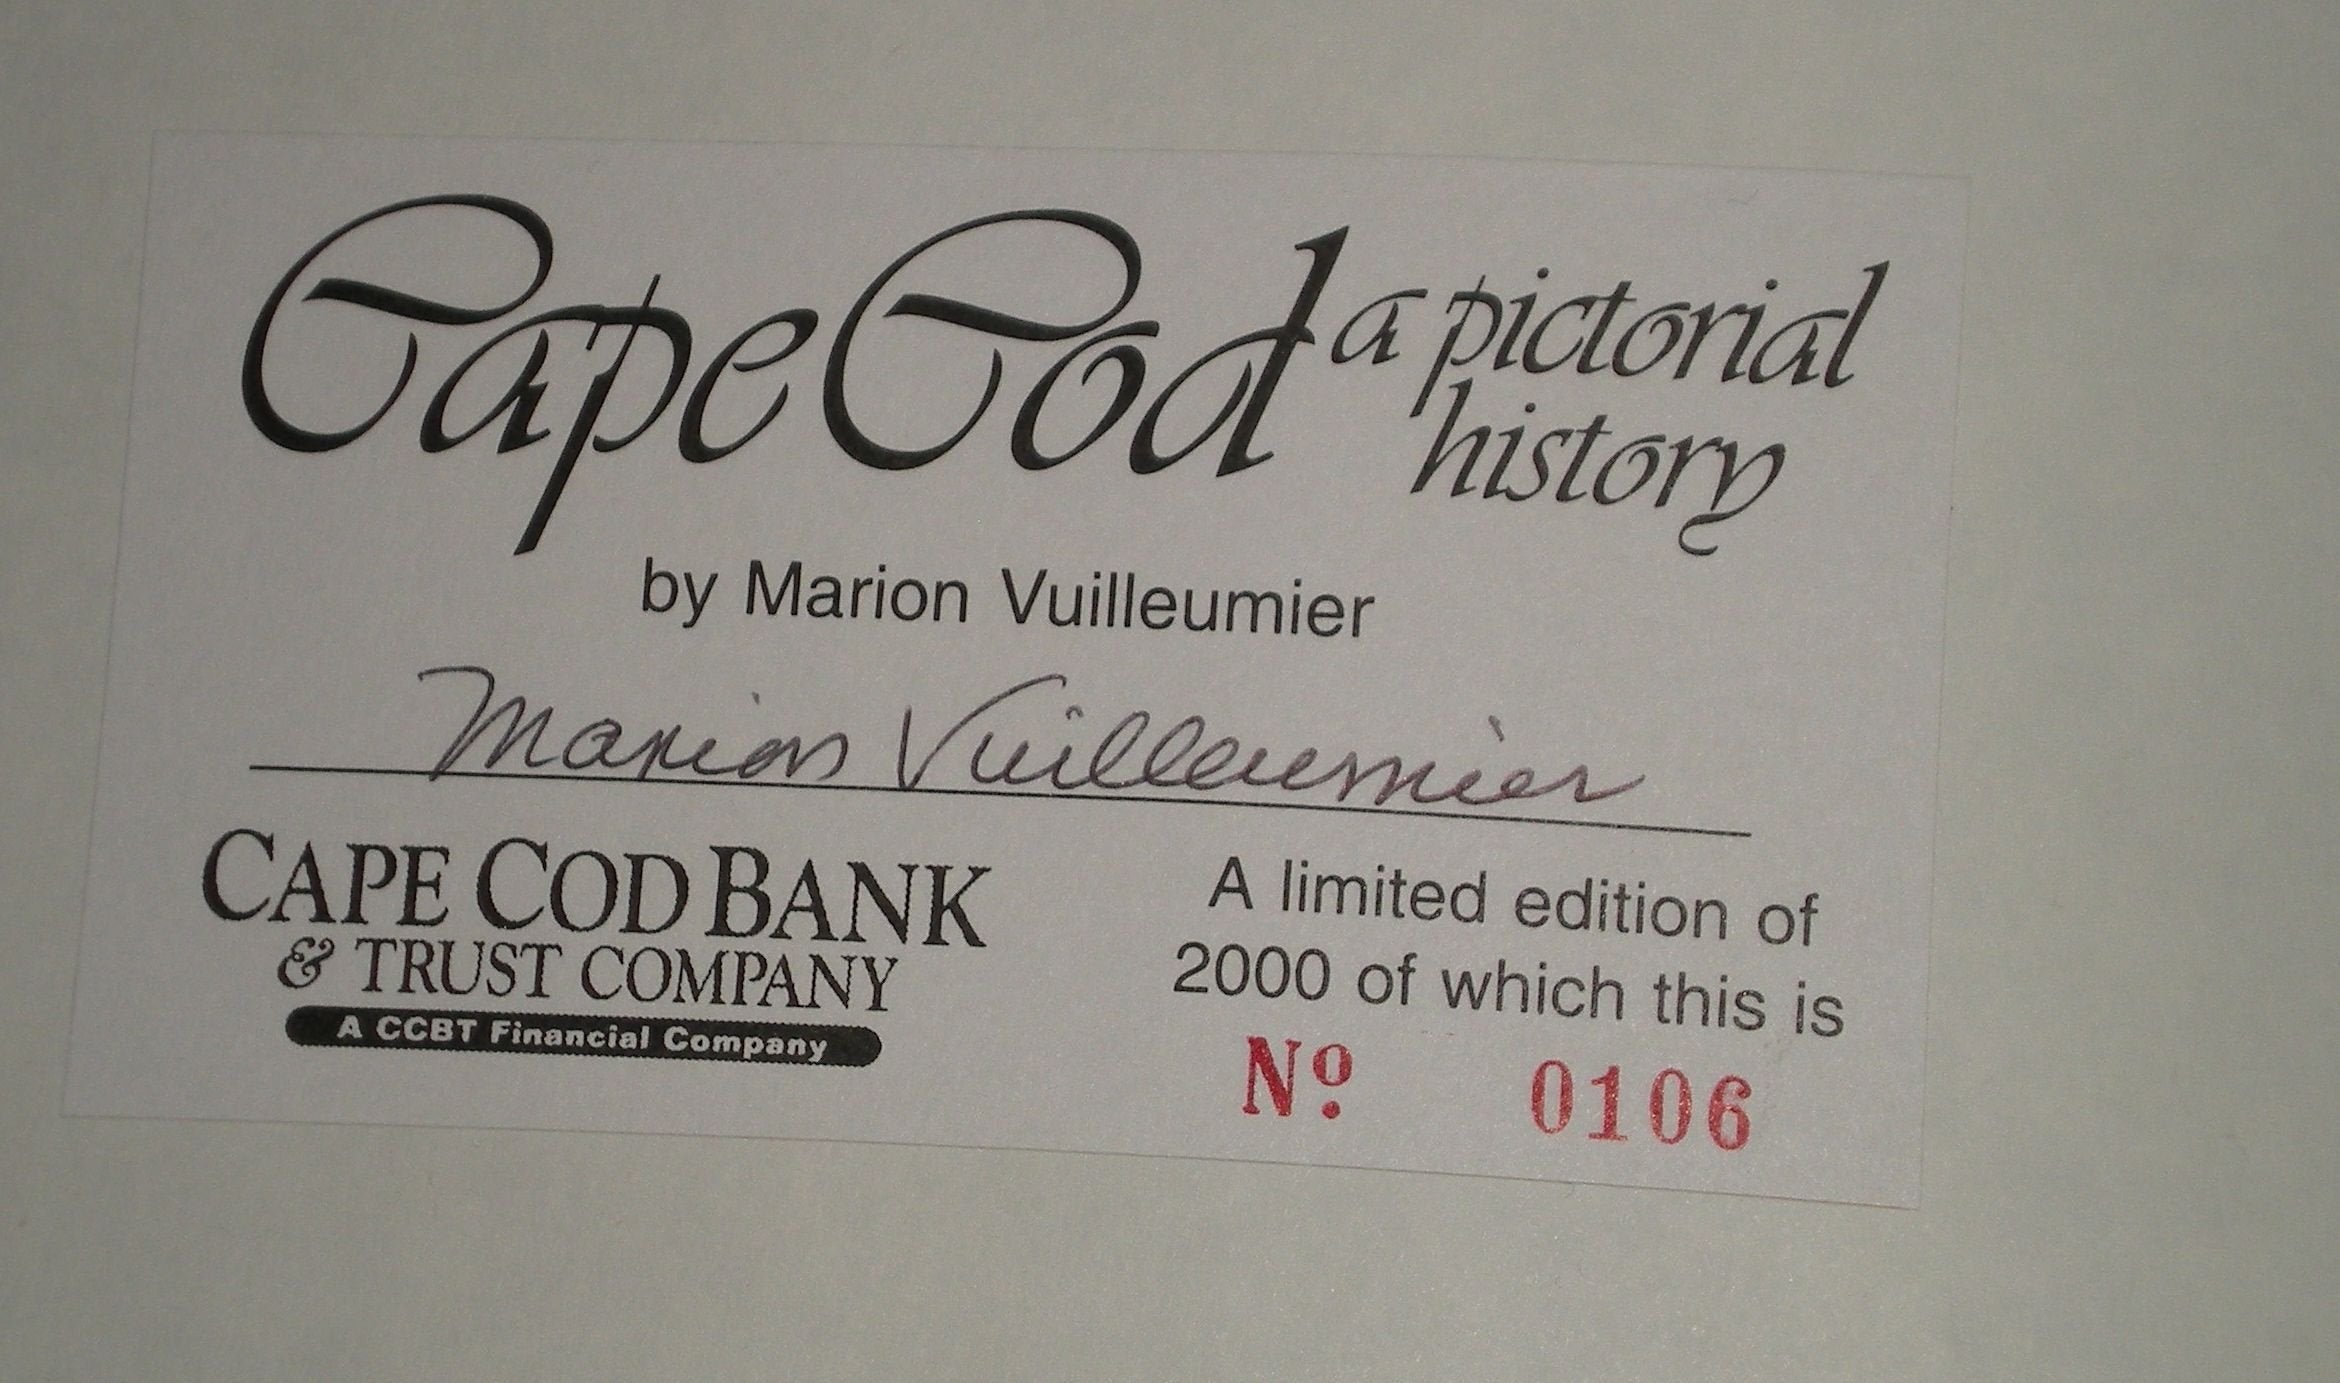 Cape Cod a pictorial
history
by Marion Vuilleumier
Marion Vuilleumier
CAPE COD BANK
& TRUST COMPANY
A CCBT Financial Company
A limited edition of
2000 of which this is
Nº. 0106